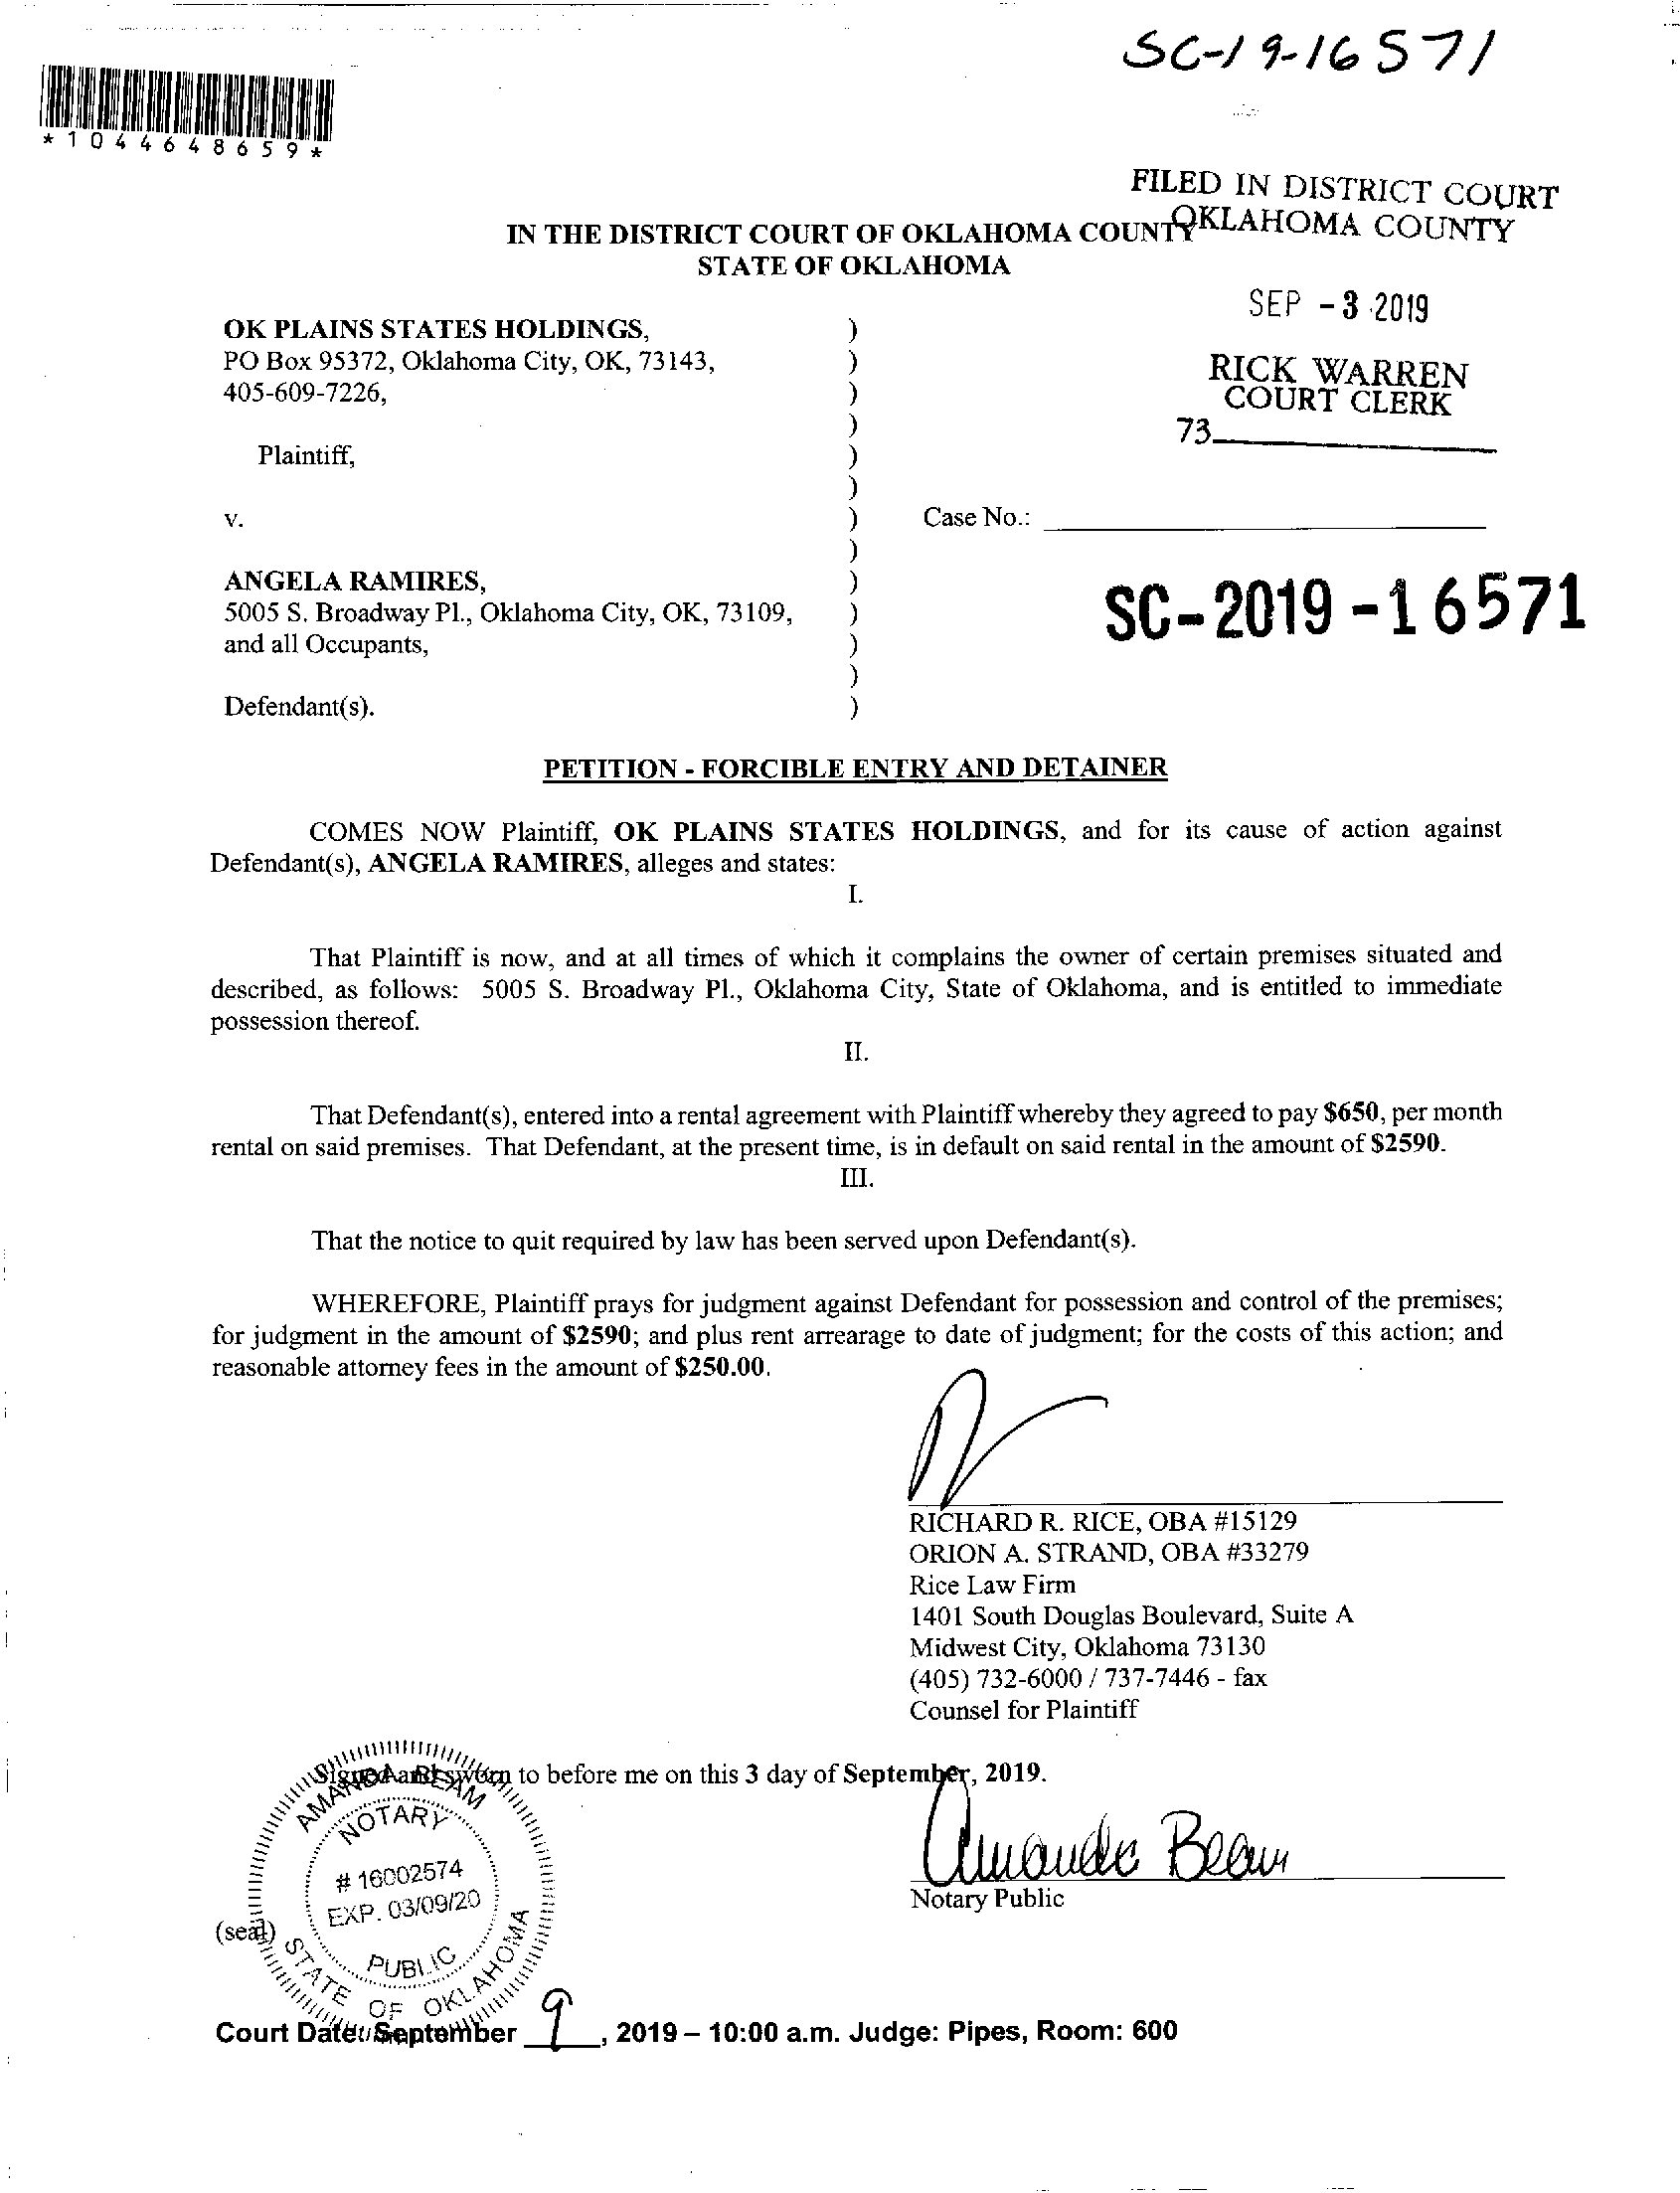 SC-19-16571
*1044648659*
FILED IN DISTRICT COURT
OKLAHOMA COUNTY
IN THE DISTRICT COURT OF OKLAHOMA COUNTY
STATE OF OKLAHOMA
SEP -3 2019
OK PLAINS STATES HOLDINGS, )
PO Box 95372, Oklahoma City, OK, 73143, )
405-609-7226, )
RICK WARREN
COURT CLERK
)
73
Plaintiff, )
)
v. ) Case No.:
)
ANGELA RAMIRES, )
5005 S. Broadway Pl., Oklahoma City, OK, 73109, )
SC-2019-16571
and all Occupants, )
)
Defendant(s). )
PETITION - FORCIBLE ENTRY AND DETAINER
COMES NOW Plaintiff, OK PLAINS STATES HOLDINGS, and for its cause of action against
Defendant(s), ANGELA RAMIRES, alleges and states:
I.
That Plaintiff is now, and at all times of which it complains the owner of certain premises situated and
described, as follows: 5005 S. Broadway Pl., Oklahoma City, State of Oklahoma, and is entitled to immediate
possession thereof.
II.
That Defendant(s), entered into a rental agreement with Plaintiff whereby they agreed to pay $650, per month
rental on said premises. That Defendant, at the present time, is in default on said rental in the amount of $2590.
III.
That the notice to quit required by law has been served upon Defendant(s).
WHEREFORE, Plaintiff prays for judgment against Defendant for possession and control of the premises;
for judgment in the amount of $2590; and plus rent arrearage to date of judgment; for the costs of this action; and
reasonable attorney fees in the amount of $250.00.
RICHARD R. RICE, OBA #15129
ORION A. STRAND, OBA #33279
Rice Law Firm
1401 South Douglas Boulevard, Suite A
Midwest City, Oklahoma 73130
(405) 732-6000 / 737-7446 - fax
Counsel for Plaintiff
Signed and sworn to before me on this 3 day of September, 2019.
AMANDA BEAM
NOTARY
# 16002574
EXP. 03/09/20
PUBLIC
STATE OF OKLAHOMA
Amanda Beam
Notary Public
(seal)
Court Date: September 9, 2019 – 10:00 a.m. Judge: Pipes, Room: 600